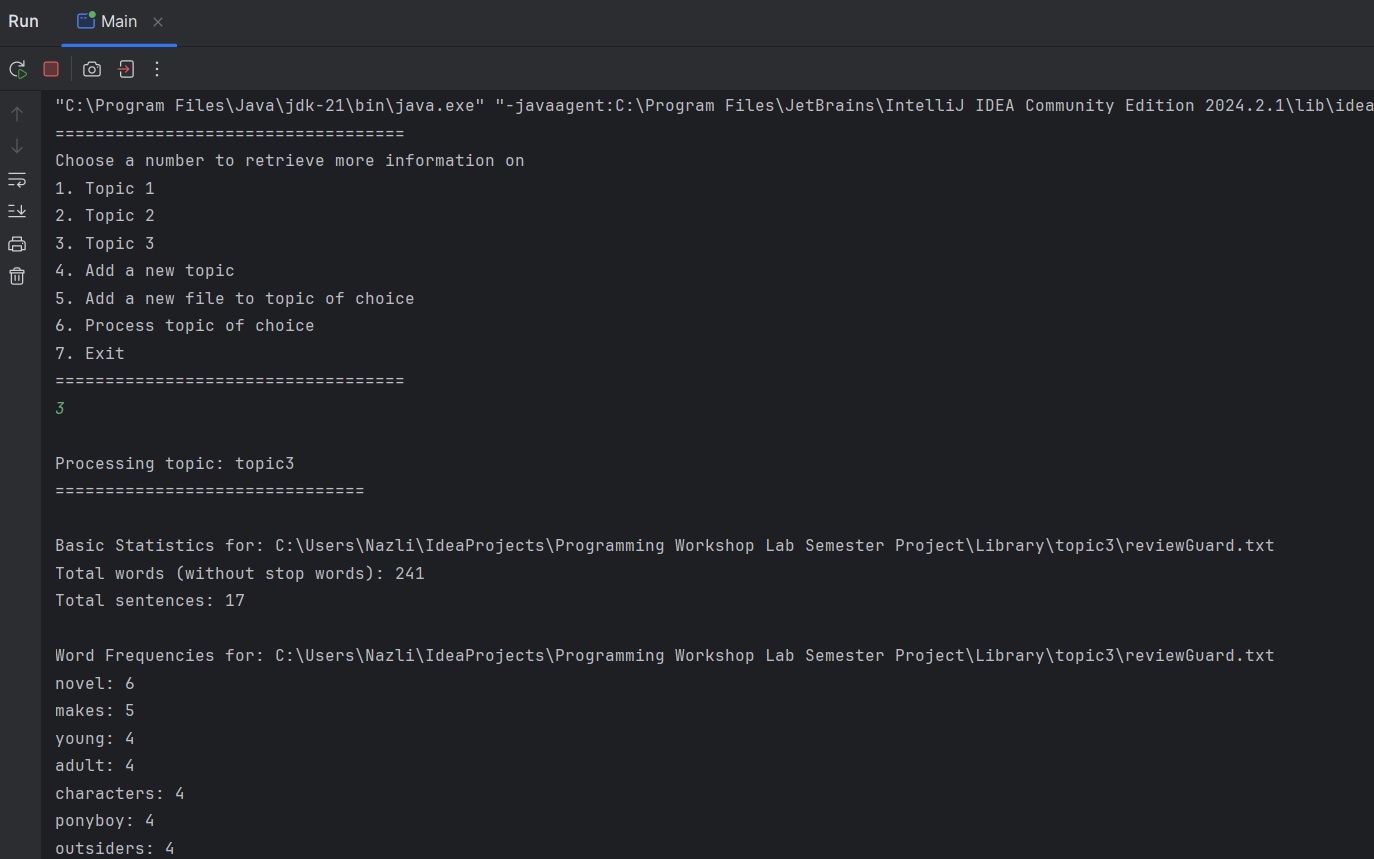 Run
Main
"C:\Program Files\Java\jdk-21\bin\java.exe" "-javaagent:C:\Program Files\JetBrains\IntelliJ IDEA Community Edition 2024.2.1\lib\idea
===================================
Choose a number to retrieve more information on
1. Topic 1
2. Topic 2
3. Topic 3
4. Add a new topic
5. Add a new file to topic of choice
6. Process topic of choice
7. Exit
===================================
3
Processing topic: topic3
===============================
Basic Statistics for: C:\Users\Nazli\IdeaProjects\Programming Workshop Lab Semester Project\Library\topic3\reviewGuard.txt
Total words (without stop words): 241
Total sentences: 17
Word Frequencies for: C:\Users\Nazli\IdeaProjects\Programming Workshop Lab Semester Project\Library\topic3\reviewGuard.txt
novel: 6
makes: 5
young: 4
adult: 4
characters: 4
ponyboy: 4
outsiders: 4